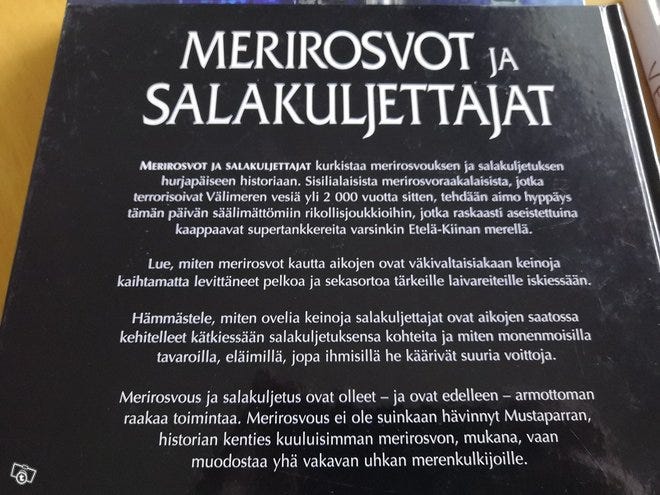 MERIROSVOT JA
SALAKULJETTAJAT
MERIROSVOT JA SALAKULJETTAJAT kurkistaa merirosvouksen ja salakuljetuksen
hurjapäiseen historiaan. Sisilialaisista merirosvoraakalaisista, jotka
terrorisoivat Välimeren vesiä yli 2 000 vuotta sitten, tehdään aimo hyppäys
tämän päivän säälimättömiin rikollisjoukkioihin, jotka raskaasti aseistettuina
kaappaavat supertankkereita varsinkin Etelä-Kiinan merellä.
Lue, miten merirosvot kautta aikojen ovat väkivaltaisiakaan keinoja
kaihtamatta levittäneet pelkoa ja sekasortoa tärkeille laivareiteille iskiessään.
Hämmästele, miten ovelia keinoja salakuljettajat ovat aikojen saatossa
kehitelleet kätkiessään salakuljetuksensa kohteita ja miten monenmoisilla
tavaroilla, eläimillä, jopa ihmisillä he käärivät suuria voittoja.
Merirosvous ja salakuljetus ovat olleet – ja ovat edelleen – armottoman
raakaa toimintaa. Merirosvous ei ole suinkaan hävinnyt Mustaparran,
historian kenties kuuluisimman merirosvon, mukana, vaan
muodostaa yhä vakavan uhkan merenkulkijoille.